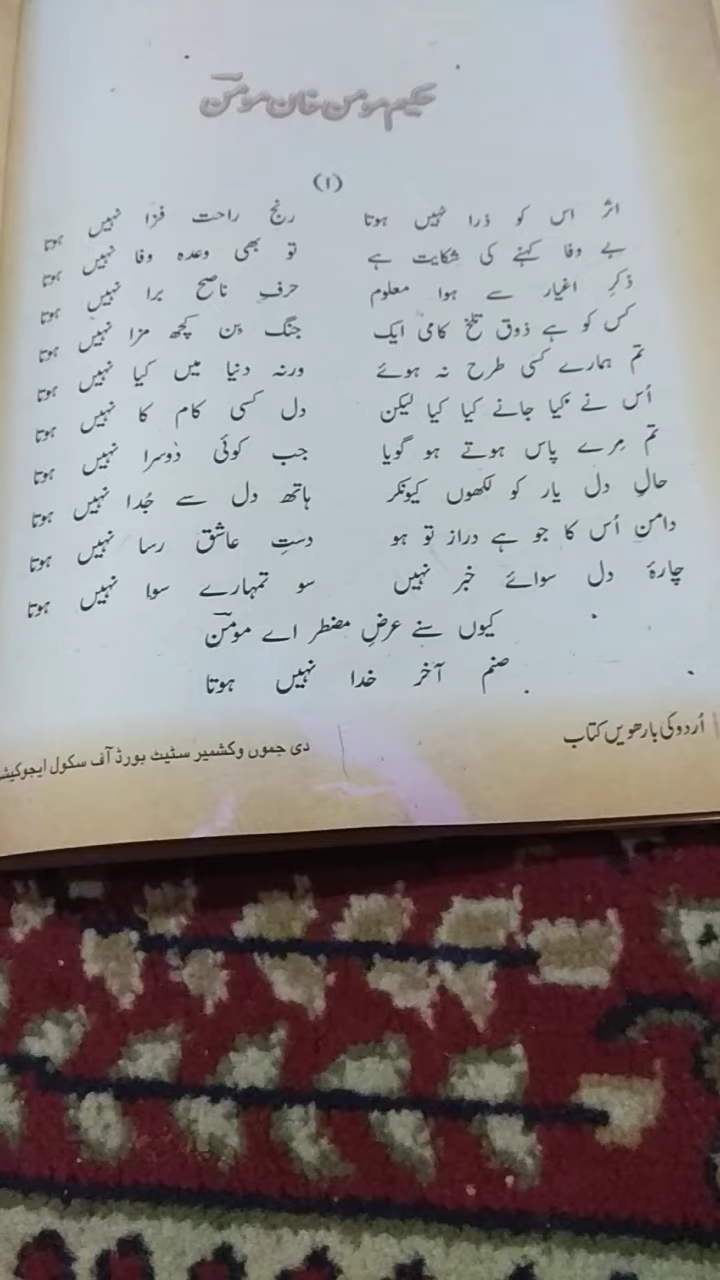 حکیم مومن خان مومنؔ
(۱)
اثر اس کو ذرا نہیں ہوتا رنج راحت فزا نہیں ہوتا
بے وفا کہنے کی شکایت ہے تو بھی وعدہ وفا نہیں ہوتا
ذکرِ اغیار سے ہوا معلوم حرفِ ناصح برا نہیں ہوتا
کس کو ہے ذوق تلخ کامی ایک جنگ بن کچھ مزا نہیں ہوتا
تم ہمارے کسی طرح نہ ہوئے ورنہ دنیا میں کیا نہیں ہوتا
اُس نے کیا جانے کیا کیا لیکن دل کسی کام کا نہیں ہوتا
تم مِرے پاس ہوتے ہو گویا جب کوئی دُوسرا نہیں ہوتا
حالِ دل یار کو لکھوں کیونکر ہاتھ دل سے جُدا نہیں ہوتا
دامن اُس کا جو ہے دراز تو ہو دستِ عاشق رسا نہیں ہوتا
چارۂ دل سوائے خبر نہیں سو تمہارے سوا نہیں ہوتا
کیوں سنے عرضِ مضطر اے مومنؔ
صنم آخر خدا نہیں ہوتا
اُردو کی بارھویں کتاب دی جموں و کشمیر سٹیٹ بورڈ آف سکول